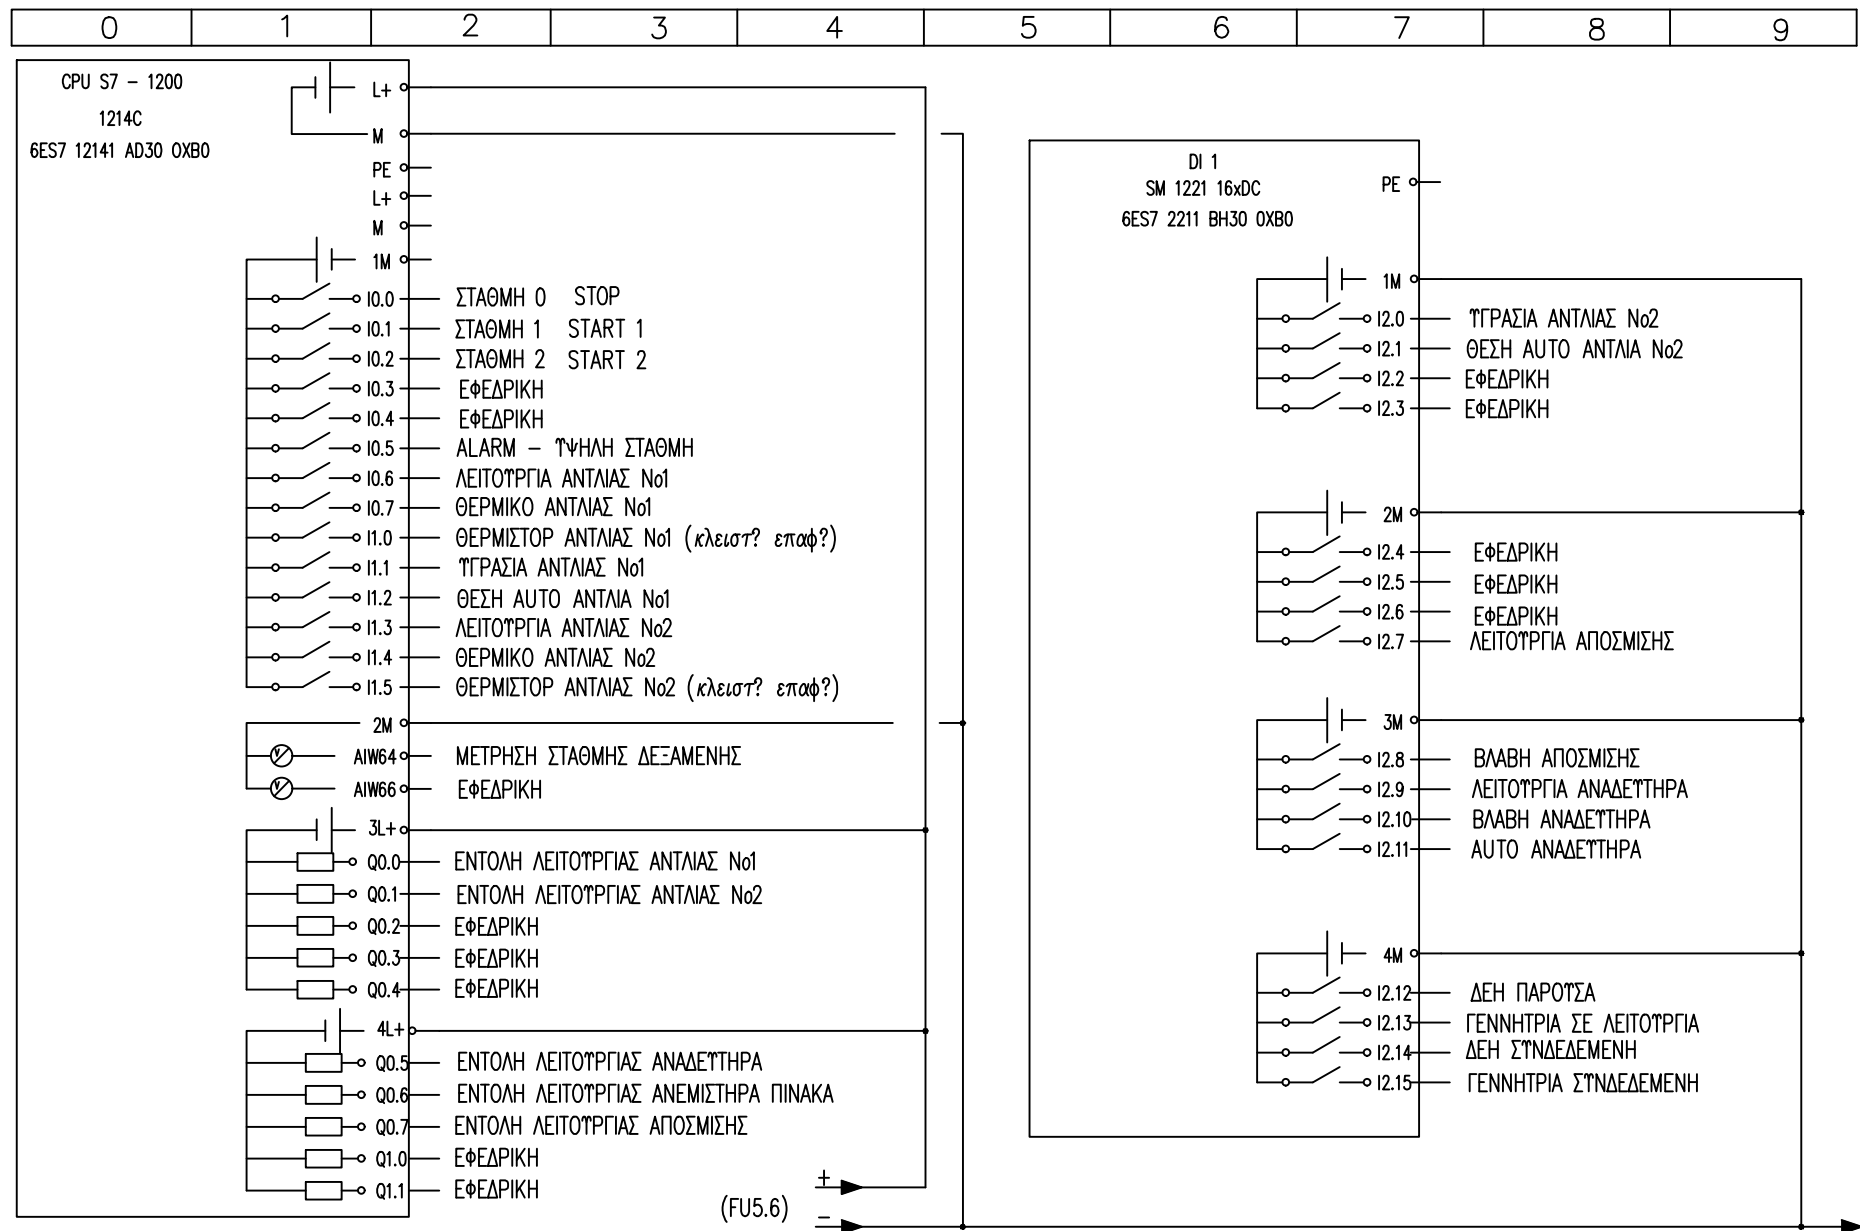 0 1 2 3 4 5 6 7 8 9
CPU S7 – 1200
1214C
6ES7 12141 AD30 0XB0
L+
M
PE
L+
M
1M
I0.0 ΣΤΑΘΜΗ 0 STOP
I0.1 ΣΤΑΘΜΗ 1 START 1
I0.2 ΣΤΑΘΜΗ 2 START 2
I0.3 ΕΦΕΔΡΙΚΗ
I0.4 ΕΦΕΔΡΙΚΗ
I0.5 ALARM – ΥΨΗΛΗ ΣΤΑΘΜΗ
I0.6 ΛΕΙΤΟΥΡΓΙΑ ΑΝΤΛΙΑΣ No1
I0.7 ΘΕΡΜΙΚΟ ΑΝΤΛΙΑΣ No1
I1.0 ΘΕΡΜΙΣΤΟΡ ΑΝΤΛΙΑΣ No1 (κλειστ? επαφ?)
I1.1 ΥΓΡΑΣΙΑ ΑΝΤΛΙΑΣ No1
I1.2 ΘΕΣΗ AUTO ΑΝΤΛΙΑ No1
I1.3 ΛΕΙΤΟΥΡΓΙΑ ΑΝΤΛΙΑΣ No2
I1.4 ΘΕΡΜΙΚΟ ΑΝΤΛΙΑΣ No2
I1.5 ΘΕΡΜΙΣΤΟΡ ΑΝΤΛΙΑΣ No2 (κλειστ? επαφ?)
2M
AIW64 ΜΕΤΡΗΣΗ ΣΤΑΘΜΗΣ ΔΕΞΑΜΕΝΗΣ
AIW66 ΕΦΕΔΡΙΚΗ
3L+
Q0.0 ΕΝΤΟΛΗ ΛΕΙΤΟΥΡΓΙΑΣ ΑΝΤΛΙΑΣ No1
Q0.1 ΕΝΤΟΛΗ ΛΕΙΤΟΥΡΓΙΑΣ ΑΝΤΛΙΑΣ No2
Q0.2 ΕΦΕΔΡΙΚΗ
Q0.3 ΕΦΕΔΡΙΚΗ
Q0.4 ΕΦΕΔΡΙΚΗ
4L+
Q0.5 ΕΝΤΟΛΗ ΛΕΙΤΟΥΡΓΙΑΣ ΑΝΑΔΕΥΤΗΡΑ
Q0.6 ΕΝΤΟΛΗ ΛΕΙΤΟΥΡΓΙΑΣ ΑΝΕΜΙΣΤΗΡΑ ΠΙΝΑΚΑ
Q0.7 ΕΝΤΟΛΗ ΛΕΙΤΟΥΡΓΙΑΣ ΑΠΟΣΜΙΣΗΣ
Q1.0 ΕΦΕΔΡΙΚΗ
Q1.1 ΕΦΕΔΡΙΚΗ
+
(FU5.6)
–
DI 1
SM 1221 16xDC
6ES7 2211 BH30 0XB0
PE
1M
I2.0 ΥΓΡΑΣΙΑ ΑΝΤΛΙΑΣ No2
I2.1 ΘΕΣΗ AUTO ΑΝΤΛΙΑ No2
I2.2 ΕΦΕΔΡΙΚΗ
I2.3 ΕΦΕΔΡΙΚΗ
2M
I2.4 ΕΦΕΔΡΙΚΗ
I2.5 ΕΦΕΔΡΙΚΗ
I2.6 ΕΦΕΔΡΙΚΗ
I2.7 ΛΕΙΤΟΥΡΓΙΑ ΑΠΟΣΜΙΣΗΣ
3M
I2.8 ΒΛΑΒΗ ΑΠΟΣΜΙΣΗΣ
I2.9 ΛΕΙΤΟΥΡΓΙΑ ΑΝΑΔΕΥΤΗΡΑ
I2.10 ΒΛΑΒΗ ΑΝΑΔΕΥΤΗΡΑ
I2.11 AUTO ΑΝΑΔΕΥΤΗΡΑ
4M
I2.12 ΔΕΗ ΠΑΡΟΥΣΑ
I2.13 ΓΕΝΝΗΤΡΙΑ ΣΕ ΛΕΙΤΟΥΡΓΙΑ
I2.14 ΔΕΗ ΣΥΝΔΕΔΕΜΕΝΗ
I2.15 ΓΕΝΝΗΤΡΙΑ ΣΥΝΔΕΔΕΜΕΝΗ